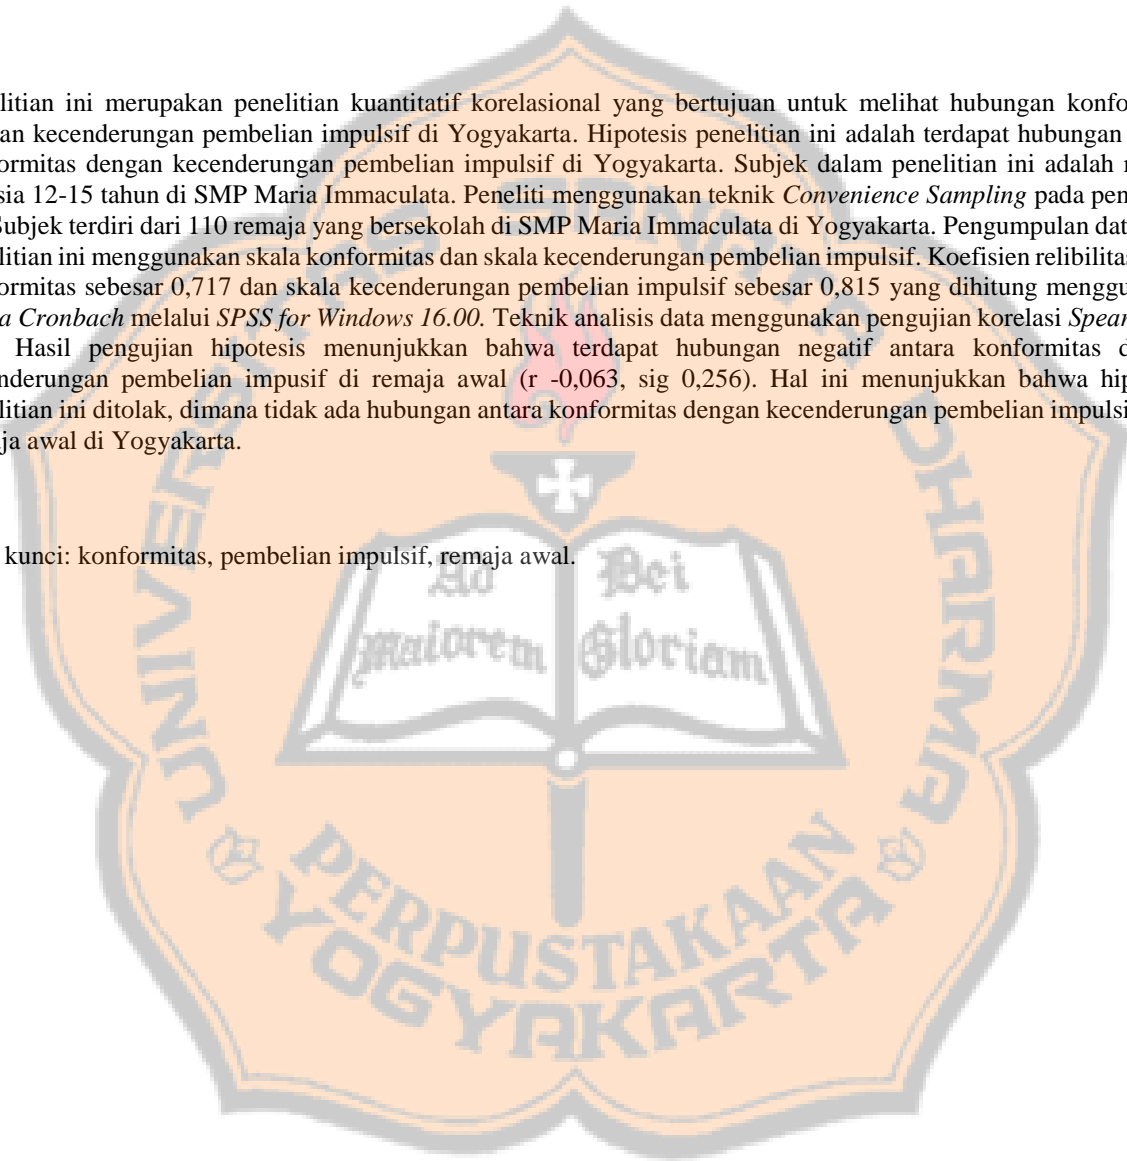 litian ini merupakan penelitian kuantitatif korelasional yang bertujuan untuk melihat hubungan konfo
an kecenderungan pembelian impulsif di Yogyakarta. Hipotesis penelitian ini adalah terdapat hubungan
ormitas dengan kecenderungan pembelian impulsif di Yogyakarta. Subjek dalam penelitian ini adalah
sia 12-15 tahun di SMP Maria Immaculata. Peneliti menggunakan teknik Convenience Sampling pada pen
Subjek terdiri dari 110 remaja yang bersekolah di SMP Maria Immaculata di Yogyakarta. Pengumpulan dat
litian ini menggunakan skala konformitas dan skala kecenderungan pembelian impulsif. Koefisien relibilitas
ormitas sebesar 0,717 dan skala kecenderungan pembelian impulsif sebesar 0,815 yang dihitung menggu
a Cronbach melalui SPSS for Windows 16.00. Teknik analisis data menggunakan pengujian korelasi Spear
Hasil pengujian hipotesis menunjukkan bahwa terdapat hubungan negatif antara konformitas d
nderungan pembelian impusif di remaja awal (r -0,063, sig 0,256). Hal ini menunjukkan bahwa hip
litian ini ditolak, dimana tidak ada hubungan antara konformitas dengan kecenderungan pembelian impulsi
ja awal di Yogyakarta.
kunci: konformitas, pembelian impulsif, remaja awal.
UNIVERSITAS SANATA DHARMA
Ad Dei
maiorem Gloriam
PERPUSTAKAAN
YOGYAKARTA